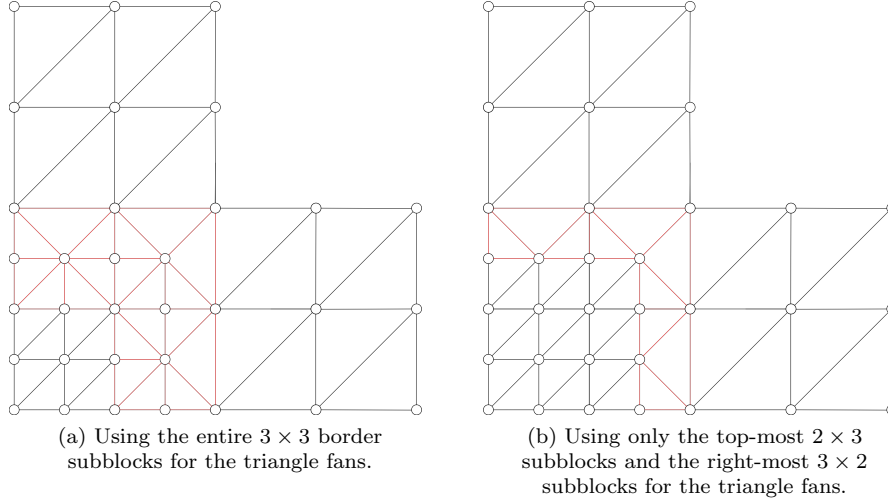 (a) Using the entire 3 × 3 border
subblocks for the triangle fans.
(b) Using only the top-most 2 × 3
subblocks and the right-most 3 × 2
subblocks for the triangle fans.